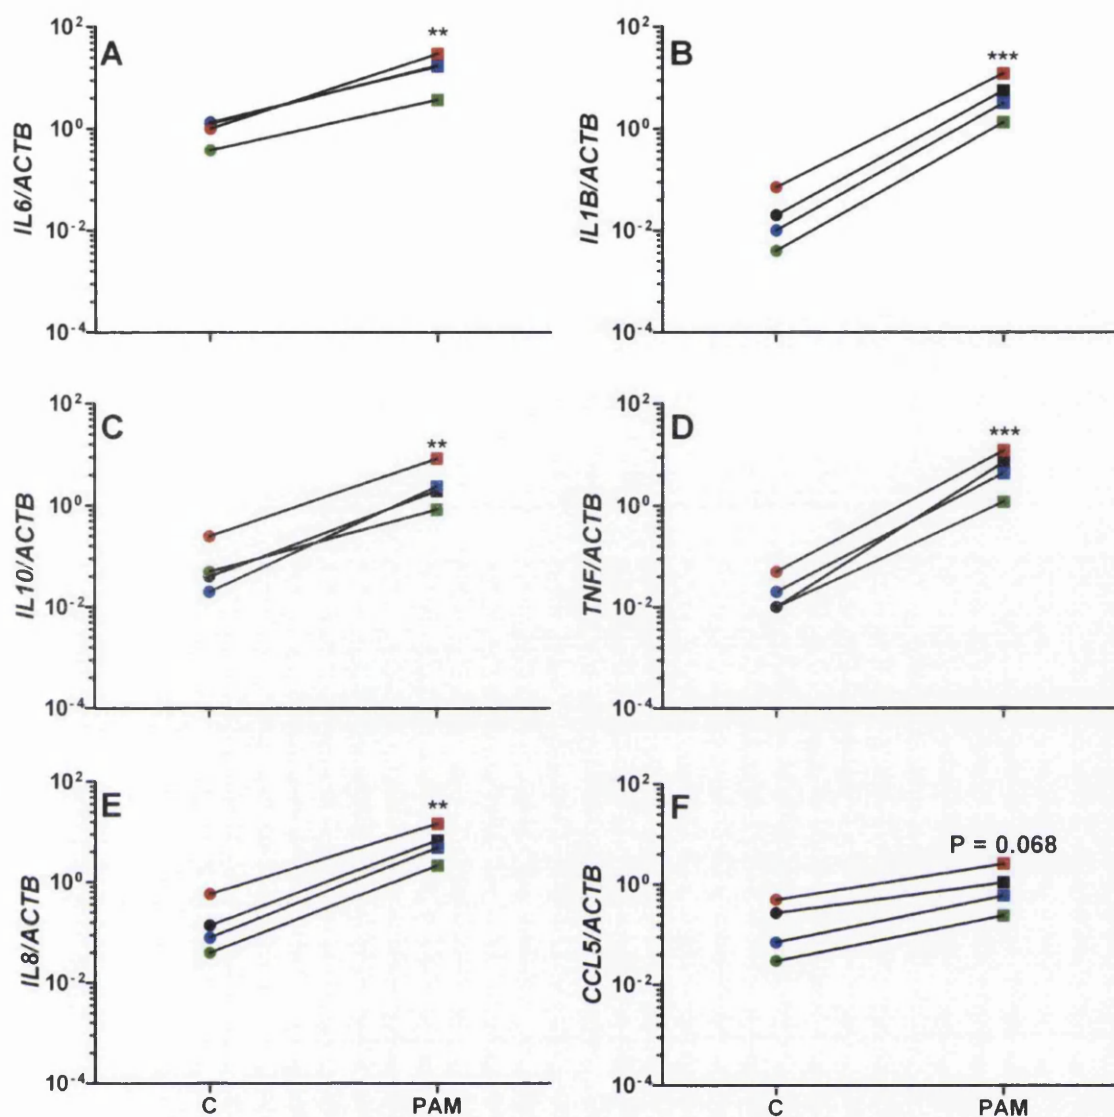 A
**
IL6/ACTB
10²
10⁰
10⁻²
10⁻⁴
B
***
IL1B/ACTB
10²
10⁰
10⁻²
10⁻⁴
C
**
IL10/ACTB
10²
10⁰
10⁻²
10⁻⁴
D
***
TNF/ACTB
10²
10⁰
10⁻²
10⁻⁴
E
**
IL8/ACTB
10²
10⁰
10⁻²
10⁻⁴
C PAM
F
P = 0.068
CCL5/ACTB
10²
10⁰
10⁻²
10⁻⁴
C PAM